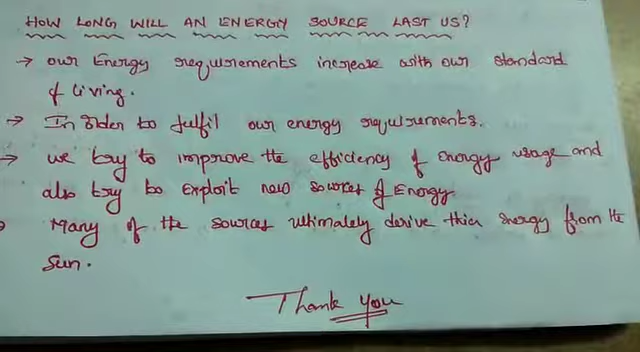 HOW LONG WILL AN ENERGY SOURCE LAST US?
→ our Energy requirements increase with our standard
of living.
→ In order to fulfil our energy requirements.
→ we try to improve the efficiency of energy usage and
also try to exploit new sources of Energy
→ Many of the sources ultimately derive their energy from the
Sun.
Thank you